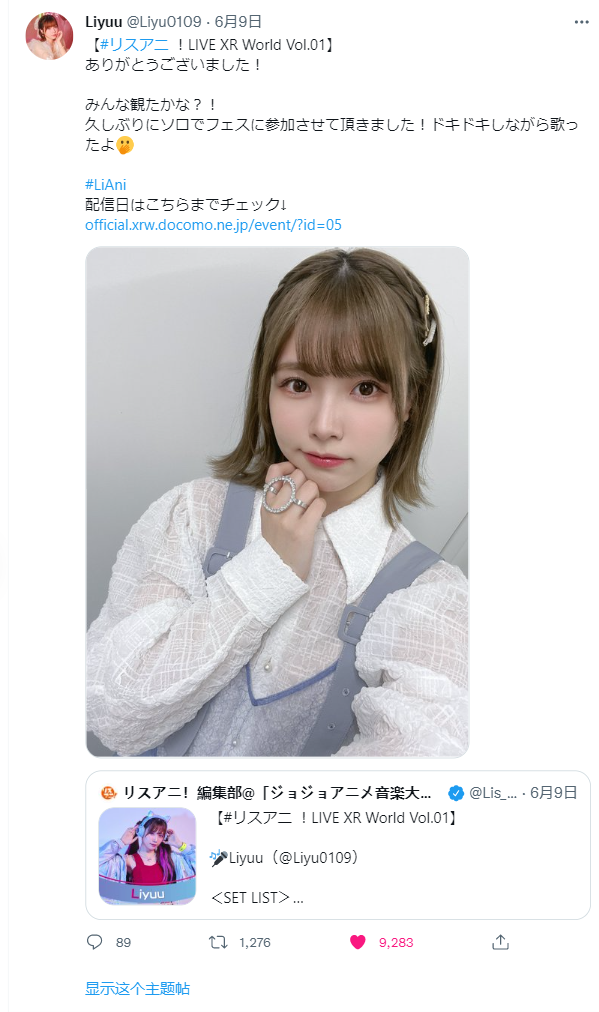 Liyuu @Liyu0109 · 6月9日
【#リスアニ ！LIVE XR World Vol.01】
ありがとうございました！
みんな観たかな？！
久しぶりにソロでフェスに参加させて頂きました！ドキドキしながら歌っ
たよ🫢
#LiAni
配信日はこちらまでチェック↓
official.xrw.docomo.ne.jp/event/?id=05
リスアニ！編集部@「ジョジョアニメ音楽大... @Lis_... · 6月9日
【#リスアニ ！LIVE XR World Vol.01】
🎤Liyuu（@Liyu0109）
＜SET LIST＞...
Liyuu
89 1,276 9,283
显示这个主题帖